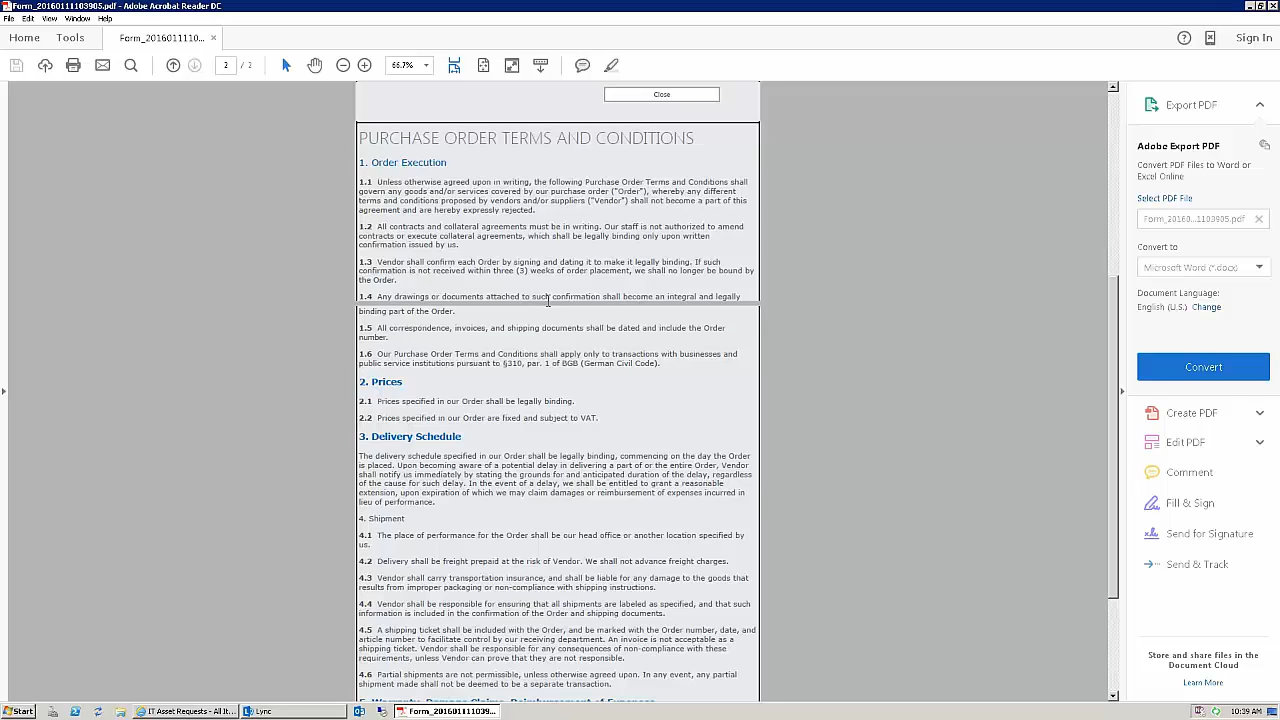 Form_20160111103905.pdf - Adobe Acrobat Reader DC
File Edit View Window Help
Home Tools Form_2016011110... × Sign In
2 / 2 66.7%
Close
PURCHASE ORDER TERMS AND CONDITIONS
1. Order Execution
1.1 Unless otherwise agreed upon in writing, the following Purchase Order Terms and Conditions shall
govern any goods and/or services covered by our purchase order ("Order"), whereby any different
terms and conditions proposed by vendors and/or suppliers ("Vendor") shall not become a part of this
agreement and are hereby expressly rejected.
1.2 All contracts and collateral agreements must be in writing. Our staff is not authorized to amend
contracts or execute collateral agreements, which shall be legally binding only upon written
confirmation issued by us.
1.3 Vendor shall confirm each Order by signing and dating it to make it legally binding. If such
confirmation is not received within three (3) weeks of order placement, we shall no longer be bound by
the Order.
1.4 Any drawings or documents attached to such confirmation shall become an integral and legally
binding part of the Order.
1.5 All correspondence, invoices, and shipping documents shall be dated and include the Order
number.
1.6 Our Purchase Order Terms and Conditions shall apply only to transactions with businesses and
public service institutions pursuant to §310, par. 1 of BGB (German Civil Code).
2. Prices
2.1 Prices specified in our Order shall be legally binding.
2.2 Prices specified in our Order are fixed and subject to VAT.
3. Delivery Schedule
The delivery schedule specified in our Order shall be legally binding, commencing on the day the Order
is placed. Upon becoming aware of a potential delay in delivering a part of or the entire Order, Vendor
shall notify us immediately by stating the grounds for and anticipated duration of the delay, regardless
of the cause for such delay. In the event of a delay, we shall be entitled to grant a reasonable
extension, upon expiration of which we may claim damages or reimbursement of expenses incurred in
lieu of performance.
4. Shipment
4.1 The place of performance for the Order shall be our head office or another location specified by
us.
4.2 Delivery shall be freight prepaid at the risk of Vendor. We shall not advance freight charges.
4.3 Vendor shall carry transportation insurance, and shall be liable for any damage to the goods that
results from improper packaging or non-compliance with shipping instructions.
4.4 Vendor shall be responsible for ensuring that all shipments are labeled as specified, and that such
information is included in the confirmation of the Order and shipping documents.
4.5 A shipping ticket shall be included with the Order, and be marked with the Order number, date, and
article number to facilitate control by our receiving department. An invoice is not acceptable as a
shipping ticket. Vendor shall be responsible for any consequences of non-compliance with these
requirements, unless Vendor can prove that they are not responsible.
4.6 Partial shipments are not permissible, unless otherwise agreed upon. In any event, any partial
shipment made shall not be deemed to be a separate transaction.
5. Warranty, Damage Claims, Reimbursement of Expenses
Export PDF
Adobe Export PDF
Convert PDF Files to Word or
Excel Online
Select PDF File
Form_20160...1103905.pdf ×
Convert to
Microsoft Word (*.docx)
Document Language:
English (U.S.) Change
Convert
Create PDF
Edit PDF
Comment
Fill & Sign
Send for Signature
Send & Track
Store and share files in the
Document Cloud
Learn More
Start IT Asset Requests - All It... Lync Form_201601111039... 10:39 AM